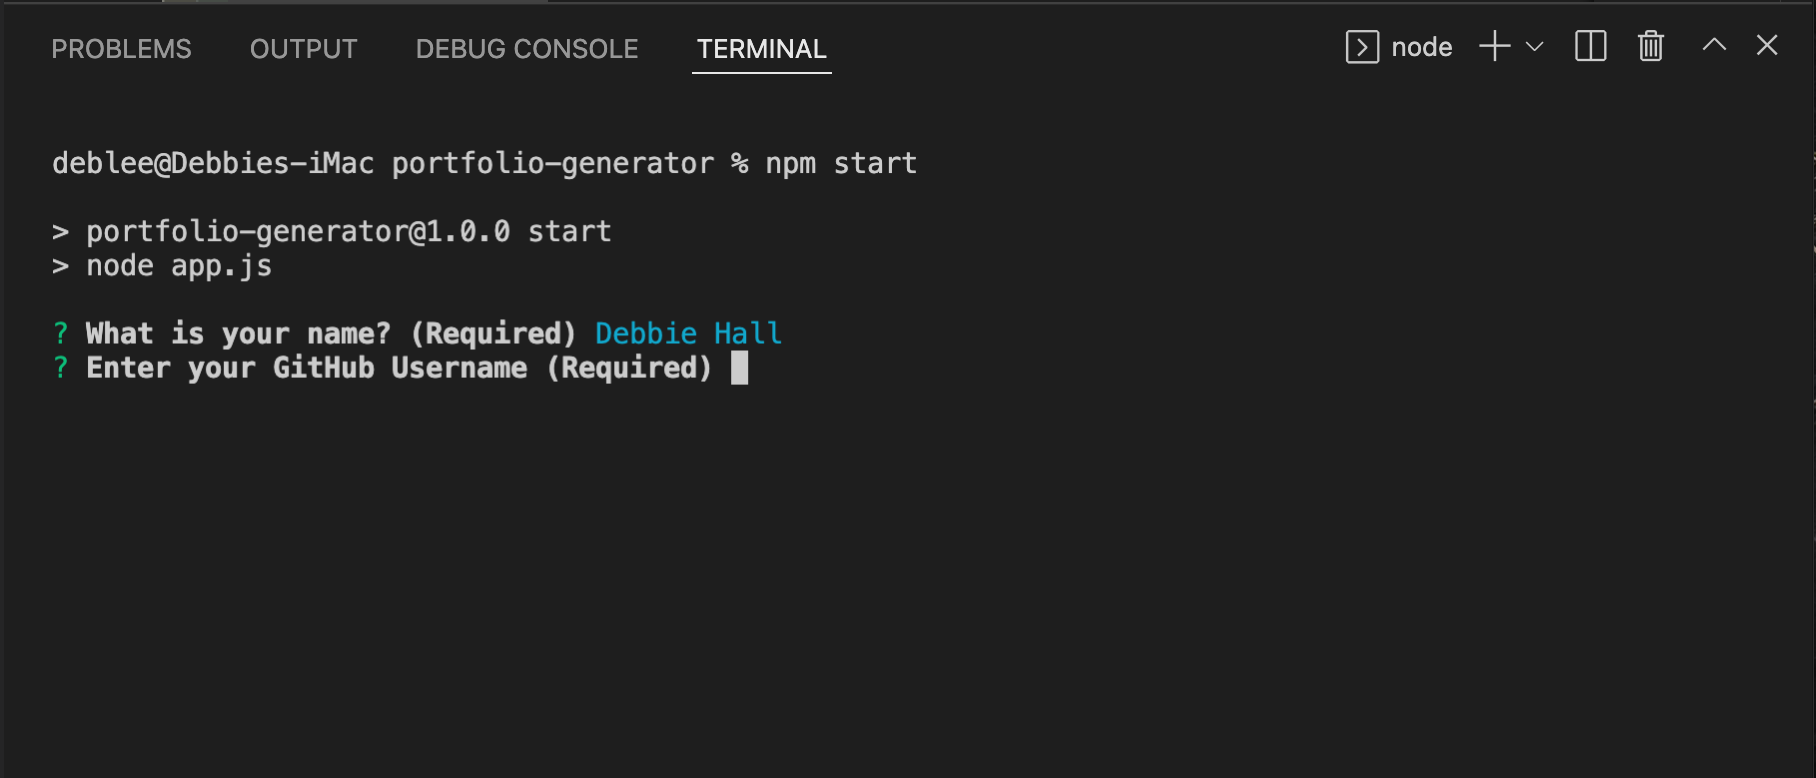 PROBLEMS OUTPUT DEBUG CONSOLE TERMINAL node
deblee@Debbies-iMac portfolio-generator % npm start
> portfolio-generator@1.0.0 start
> node app.js
? What is your name? (Required) Debbie Hall
? Enter your GitHub Username (Required)